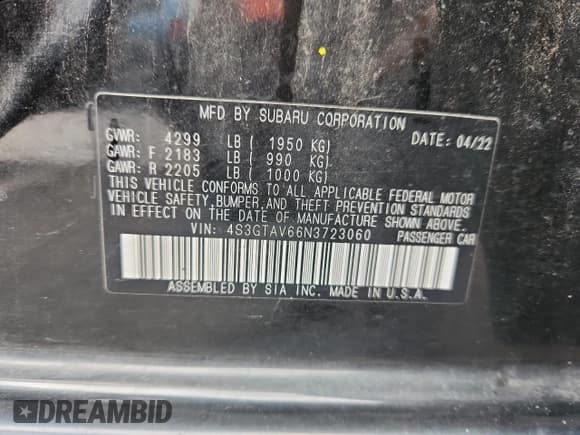 MFD BY SUBARU CORPORATION
GVWR: 4299 LB ( 1950 KG) DATE: 04/22
GAWR: F 2183 LB ( 990 KG)
GAWR: R 2205 LB ( 1000 KG)
THIS VEHICLE CONFORMS TO ALL APPLICABLE FEDERAL MOTOR
VEHICLE SAFETY, BUMPER, AND THEFT PREVENTION STANDARDS
IN EFFECT ON THE DATE OF MANUFACTURE SHOWN ABOVE.
VIN: 4S3GTAV66N3723060 PASSENGER CAR
ASSEMBLED BY SIA INC. MADE IN U.S.A.
DREAMBID